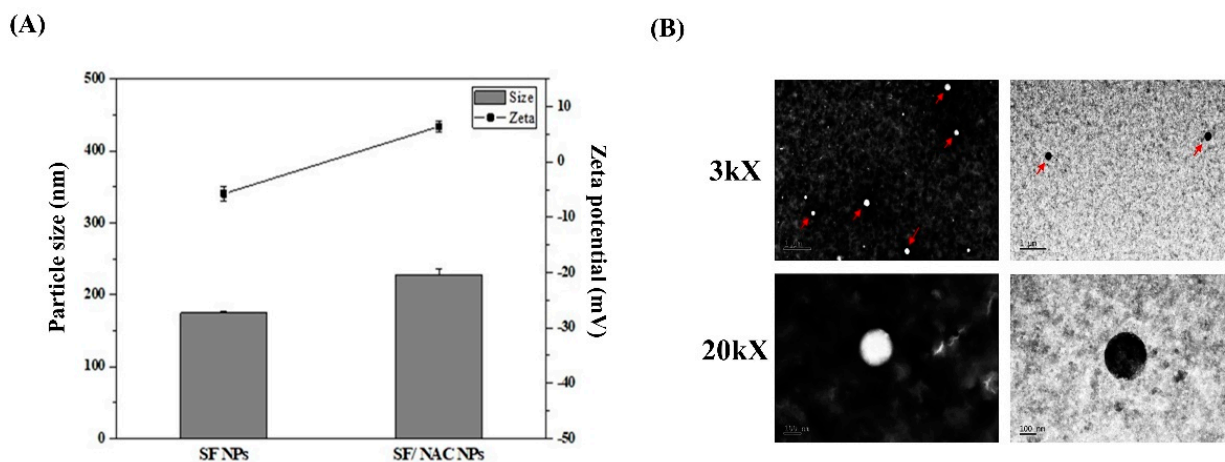 (A)
(B)
Particle size (nm)
500
400
300
200
100
0
Size
Zeta
10
0
-10
-20
-30
-40
-50
Zeta potential (mV)
SF NPs
SF/ NAC NPs
3kX
1 µm
20kX
100 nm